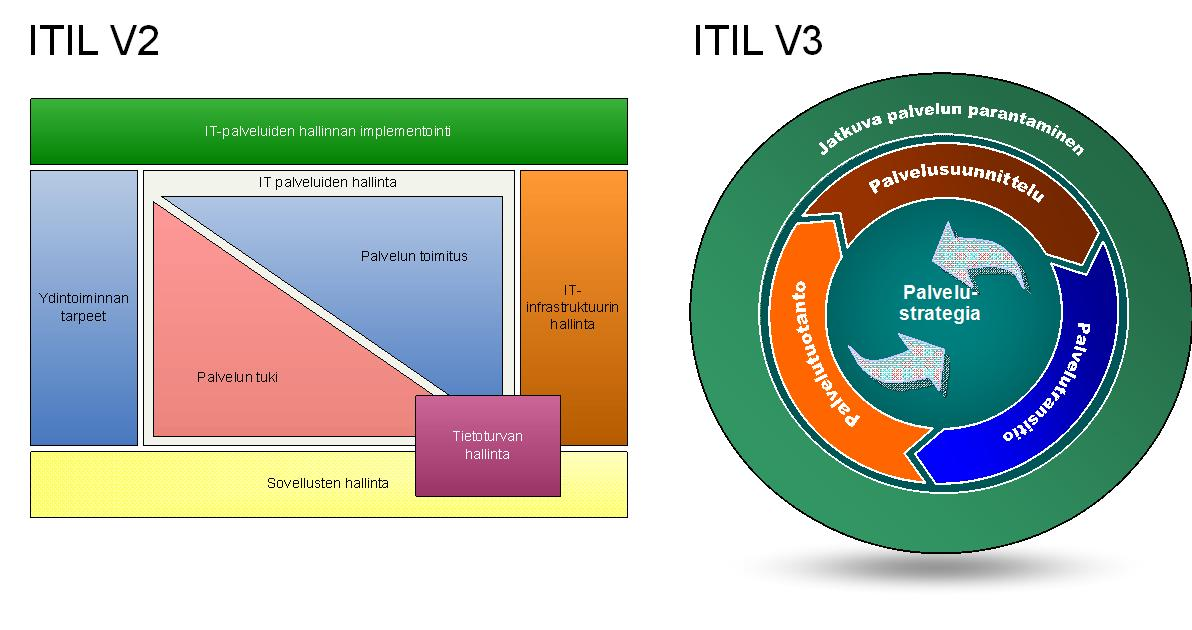 ITIL V2
IT-palveluiden hallinnan implementointi
Ydintoiminnan
tarpeet
IT palveluiden hallinta
Palvelun toimitus
Palvelun tuki
IT-
infrastruktuurin
hallinta
Tietoturvan
hallinta
Sovellusten hallinta
ITIL V3
Jatkuva palvelun parantaminen
Palvelusuunnittelu
Palvelutransitio
Palvelutuotanto
Palvelu-
strategia